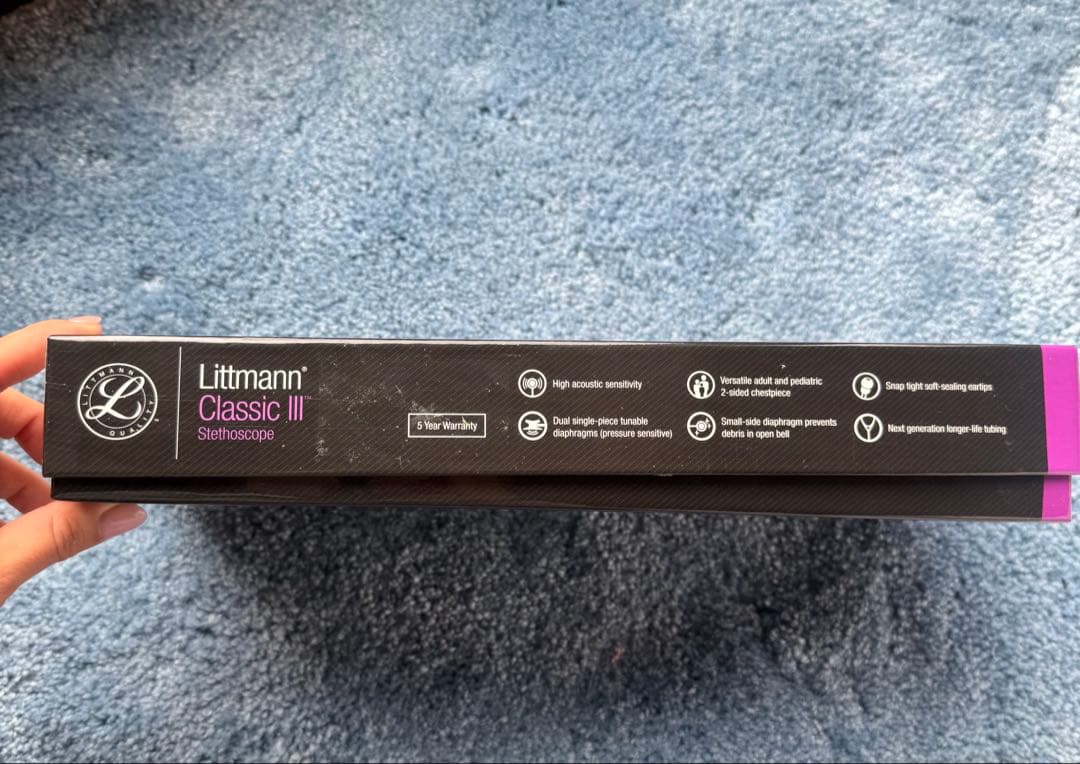 LITTMANN
L
QUALITY
Littmann®
Classic III™
Stethoscope
5 Year Warranty
High acoustic sensitivity
Dual single-piece tunable
diaphragms (pressure sensitive)
Versatile adult and pediatric
2-sided chestpiece
Small-side diaphragm prevents
debris in open bell
Snap tight soft-sealing eartips
Next generation longer-life tubing